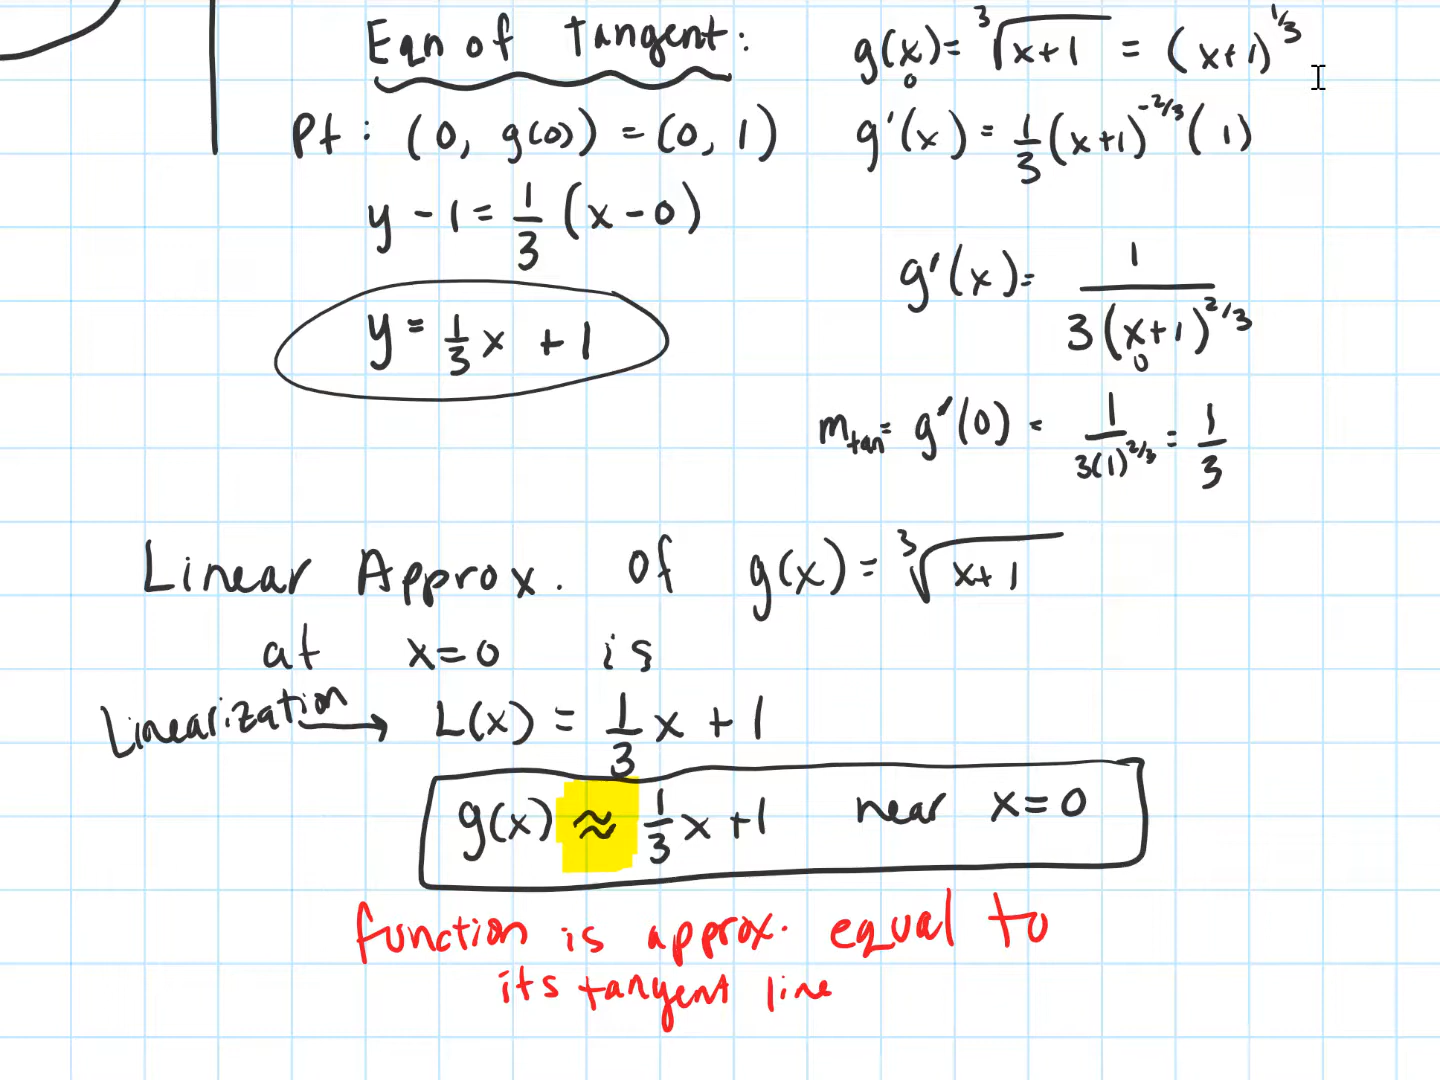 Eqn of Tangent:
g(x) = ∛(x+1) = (x+1)^1/3
0
Pt: (0, g(0)) = (0, 1)
g'(x) = 1/3 (x+1)^-2/3 (1)
y - 1 = 1/3 (x - 0)
g'(x) = 1/(3(x+1)^2/3)
0
y = 1/3 x + 1
m_tan = g'(0) = 1/(3(1)^2/3) = 1/3
Linear Approx. of g(x) = ∛(x+1)
at x=0 is
Linearization → L(x) = 1/3 x + 1
g(x) ≈ 1/3 x + 1 near x=0
function is approx. equal to
its tangent line